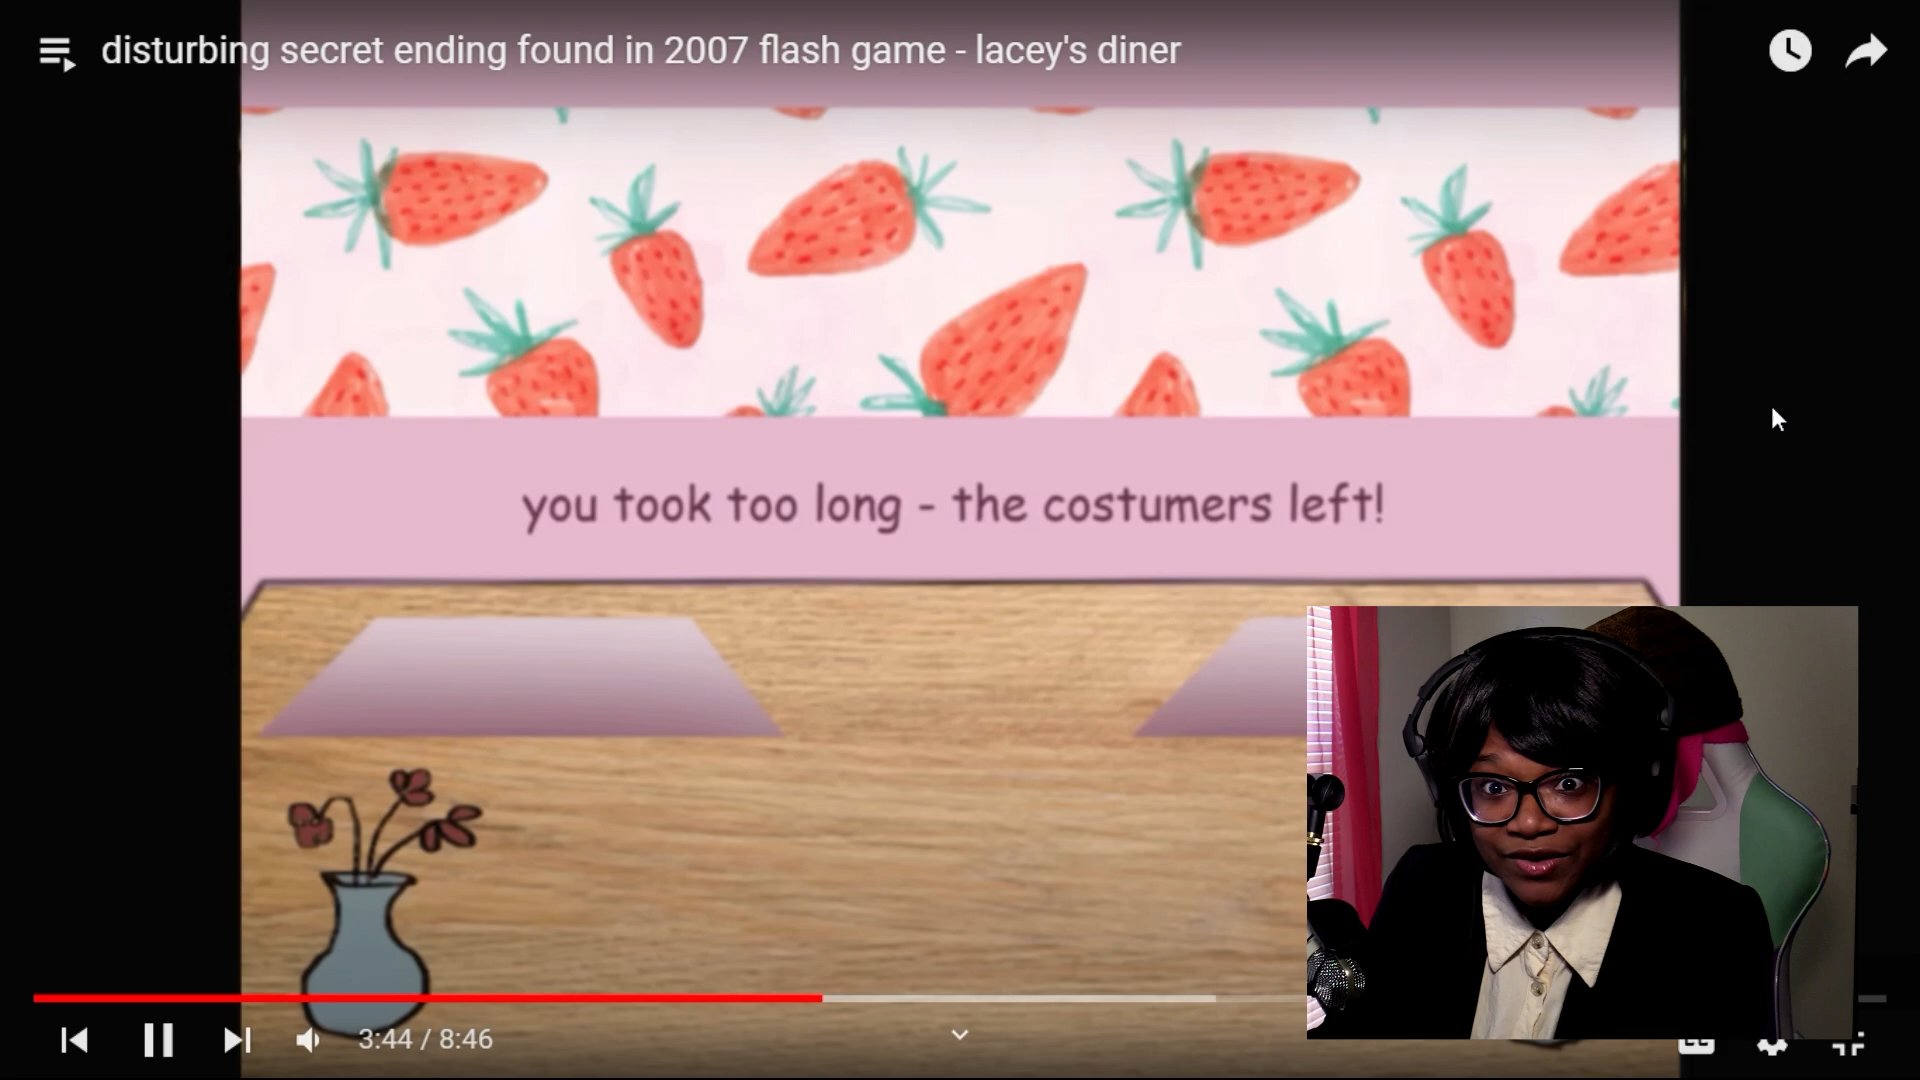 disturbing secret ending found in 2007 flash game - lacey's diner
you took too long - the costumers left!
3:44 / 8:46